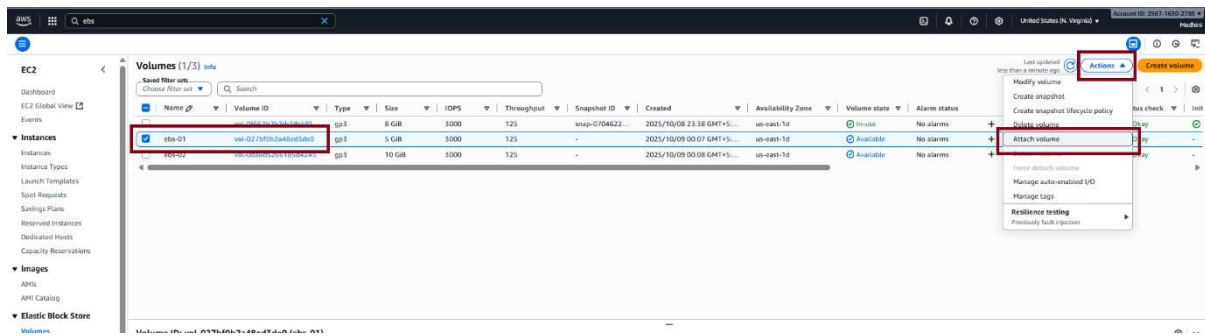 aws
ebs
United States (N. Virginia)
Account ID: 2567-1630-2785
Medhini
EC2
Dashboard
EC2 Global View
Events
Instances
Instances
Instance Types
Launch Templates
Spot Requests
Savings Plans
Reserved Instances
Dedicated Hosts
Capacity Reservations
Images
AMIs
AMI Catalog
Elastic Block Store
Volumes
Volumes (1/3) Info
Last updated
less than a minute ago
Actions
Create volume
Saved filter sets
Choose filter set
Search
1
Name Volume ID Type Size IOPS Throughput Snapshot ID Created Availability Zone Volume state Alarm status tus check Init
gp3 8 GiB 3000 125 snap-0704622... 2025/10/08 23:38 GMT+5:... us-east-1d In-use No alarms + Okay
ebs-01 vol-027bf0b2a48ed3de0 gp3 5 GiB 3000 125 - 2025/10/09 00:07 GMT+5:... us-east-1d Available No alarms + -
ebs-02 gp3 10 GiB 3000 125 - 2025/10/09 00:08 GMT+5:... us-east-1d Available No alarms + Okay -
Modify volume
Create snapshot
Create snapshot lifecycle policy
Delete volume
Attach volume
Force detach volume
Manage auto-enabled I/O
Manage tags
Resilience testing
Previously fault injection
Volume ID: vol-027bf0b2a48ed3de0 (ebs-01)